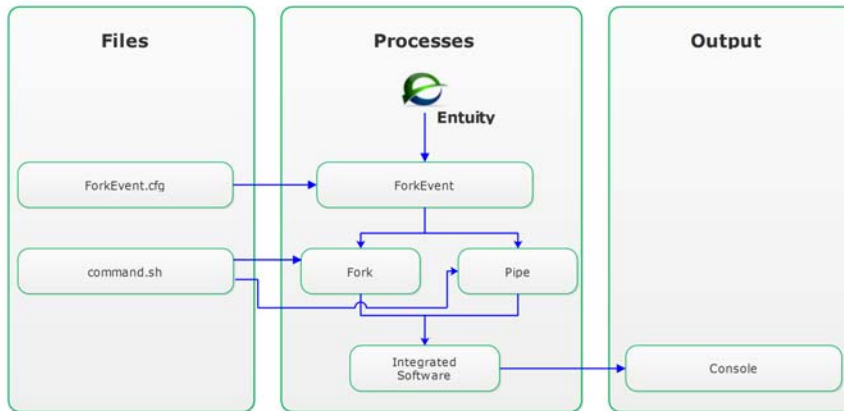 Files
Processes
Output
Entuity
ForkEvent.cfg
ForkEvent
command.sh
Fork
Pipe
Integrated
Software
Console